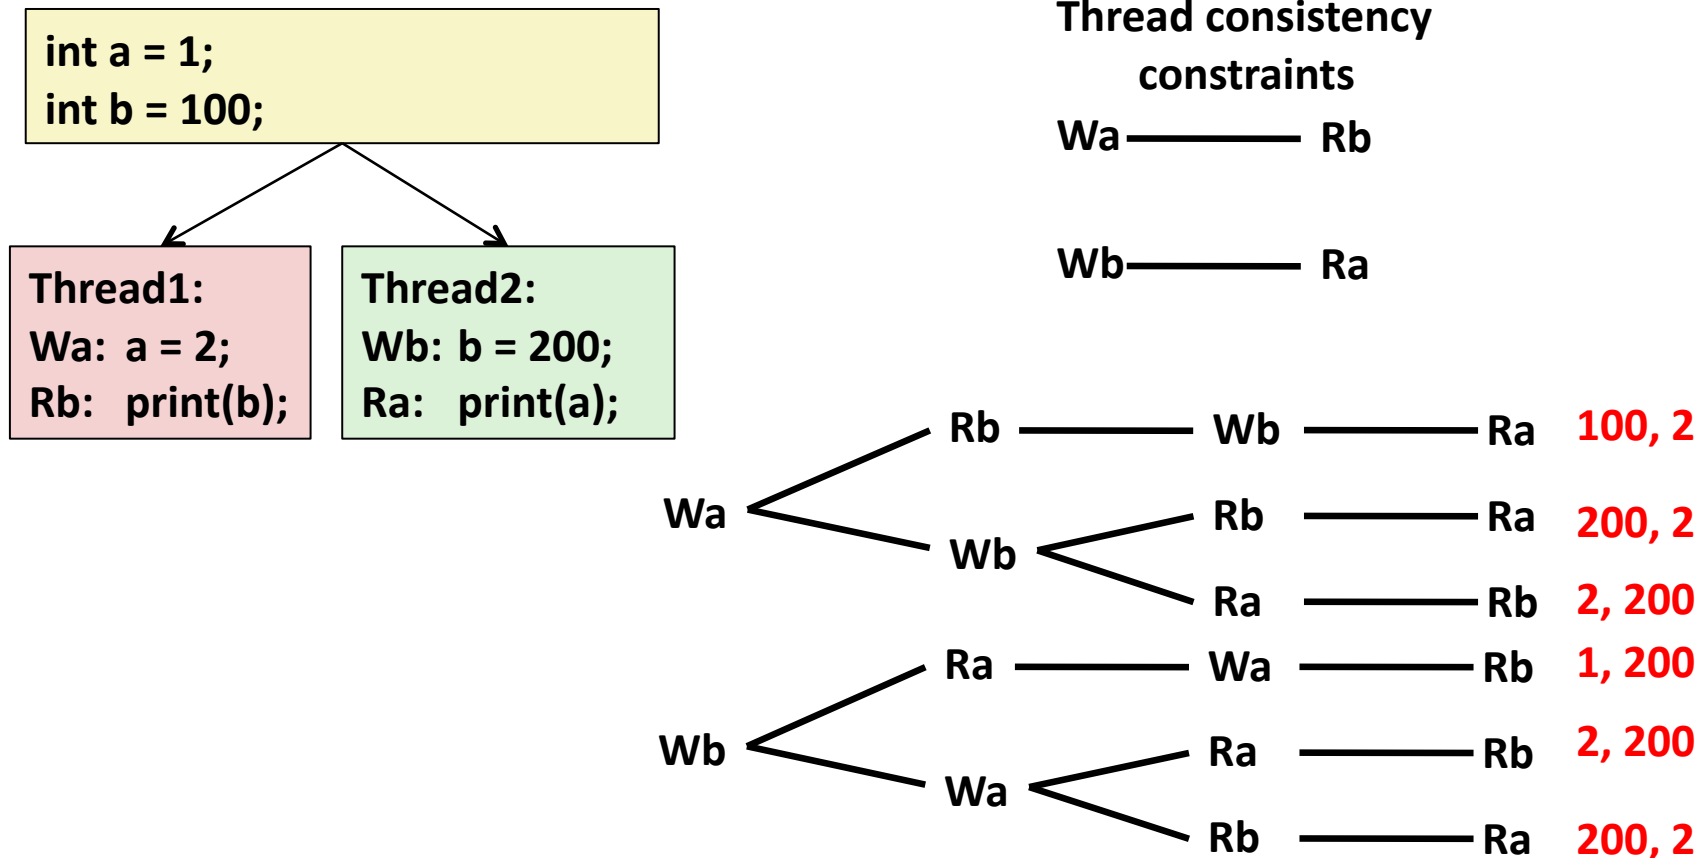 int a = 1;
int b = 100;
Thread consistency
constraints
Wa Rb
Wb Ra
Thread1:
Wa: a = 2;
Rb: print(b);
Thread2:
Wb: b = 200;
Ra: print(a);
Rb Wb Ra 100, 2
Wa
Wb
Rb Ra 200, 2
Ra Rb 2, 200
Ra Wa Rb 1, 200
Wb
Wa
Ra Rb 2, 200
Rb Ra 200, 2